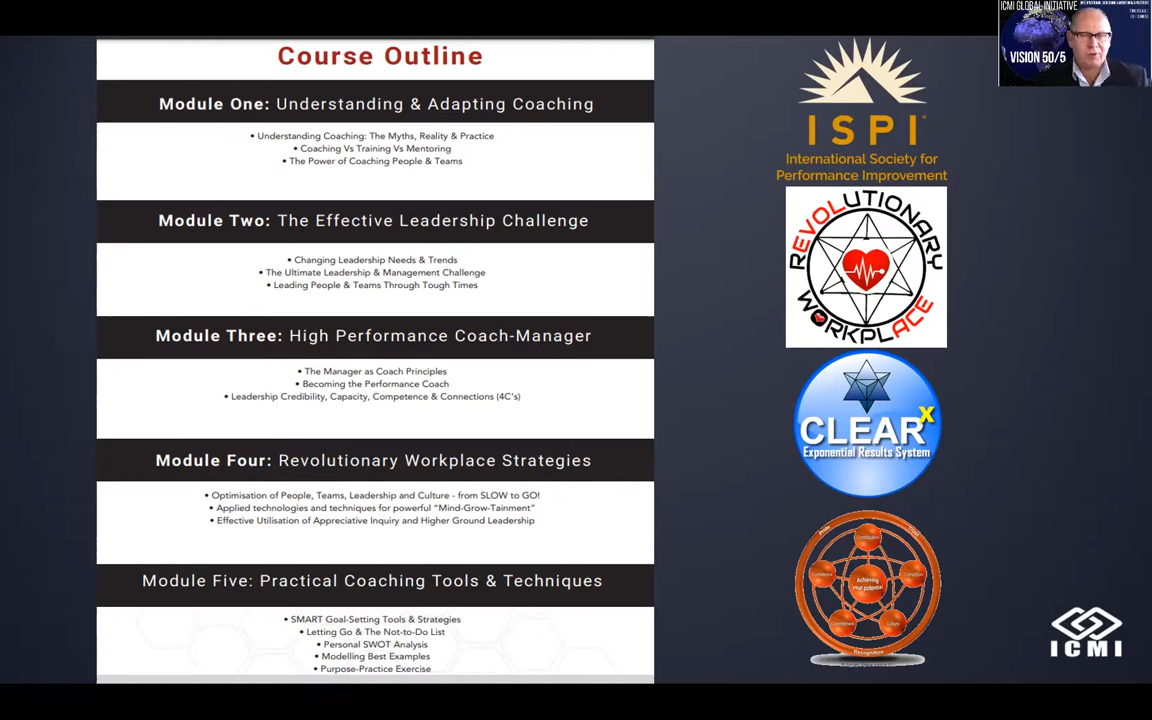 Course Outline
Module One: Understanding & Adapting Coaching
• Understanding Coaching: The Myths, Reality & Practice
• Coaching Vs Training Vs Mentoring
• The Power of Coaching People & Teams
Module Two: The Effective Leadership Challenge
• Changing Leadership Needs & Trends
• The Ultimate Leadership & Management Challenge
• Leading People & Teams Through Tough Times
Module Three: High Performance Coach-Manager
• The Manager as Coach Principles
• Becoming the Performance Coach
• Leadership Credibility, Capacity, Competence & Connections (4C's)
Module Four: Revolutionary Workplace Strategies
• Optimisation of People, Teams, Leadership and Culture - from SLOW to GO!
• Applied technologies and techniques for powerful "Mind-Grow-Tainment"
• Effective Utilisation of Appreciative Inquiry and Higher Ground Leadership
Module Five: Practical Coaching Tools & Techniques
• SMART Goal-Setting Tools & Strategies
• Letting Go & The Not-to-Do List
• Personal SWOT Analysis
• Modelling Best Examples
• Purpose-Practice Exercise
ICMI GLOBAL INITIATIVE
VISION 50/5
ISPI
International Society for
Performance Improvement
REVOLUTIONARY
WORKPLACE
CLEAR X
Exponential Results System
Pride
Trust
Contribution
Confidence
Achieving
Your potential
Commitment
Culture
Recognition
ICMI